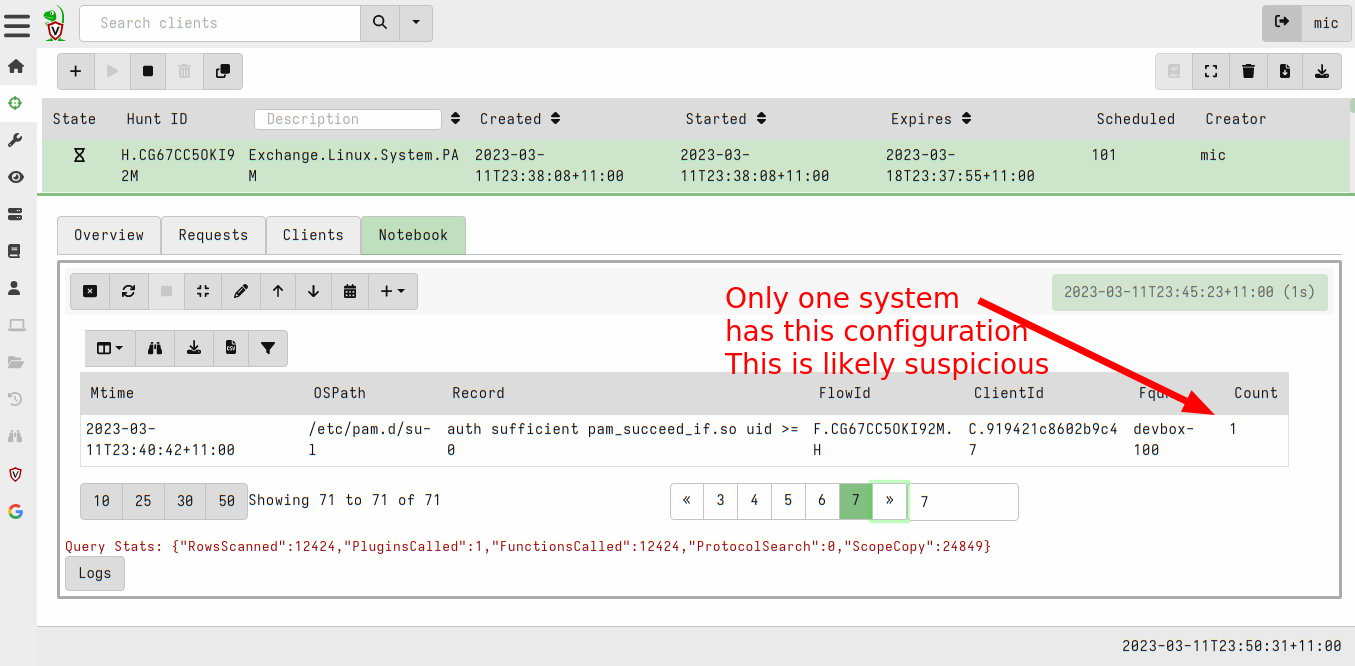 Search clients
mic
State Hunt ID Description Created Started Expires Scheduled Creator
H.CG67CC5OKI9 Exchange.Linux.System.PA 2023-03- 2023-03- 2023-03- 101 mic
2M M 11T23:38:08+11:00 11T23:38:08+11:00 18T23:37:55+11:00
Overview Requests Clients Notebook
2023-03-11T23:45:23+11:00 (1s)
Only one system
has this configuration
This is likely suspicious
Mtime OSPath Record FlowId ClientId Count
2023-03- /etc/pam.d/su- auth sufficient pam_succeed_if.so uid >= F.CG67CC5OKI92M. C.919421c8602b9c4 devbox- 1
11T23:40:42+11:00 l 0 H 7 100
10 25 30 50 Showing 71 to 71 of 71 « 3 4 5 6 7 » 7
Query Stats: {"RowsScanned":12424,"PluginsCalled":1,"FunctionsCalled":12424,"ProtocolSearch":0,"ScopeCopy":24849}
Logs
2023-03-11T23:50:31+11:00